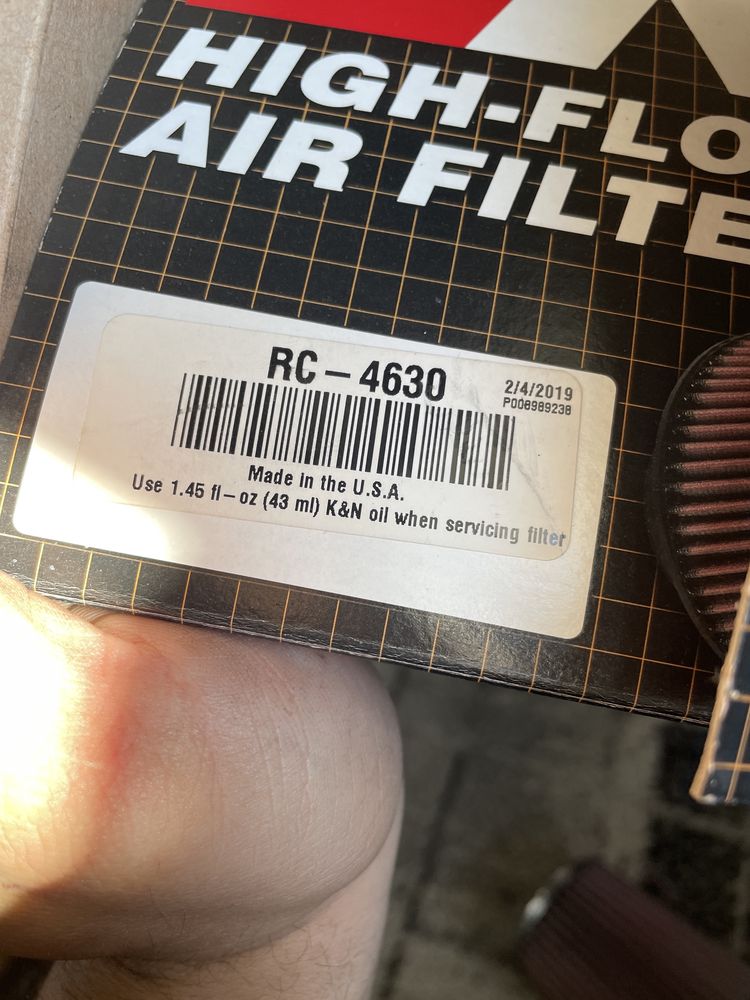 HIGH-FLO
AIR FILTE
RC-4630
2/4/2019
P008989238
Made in the U.S.A.
Use 1.45 fl-oz (43 ml) K&N oil when servicing filter